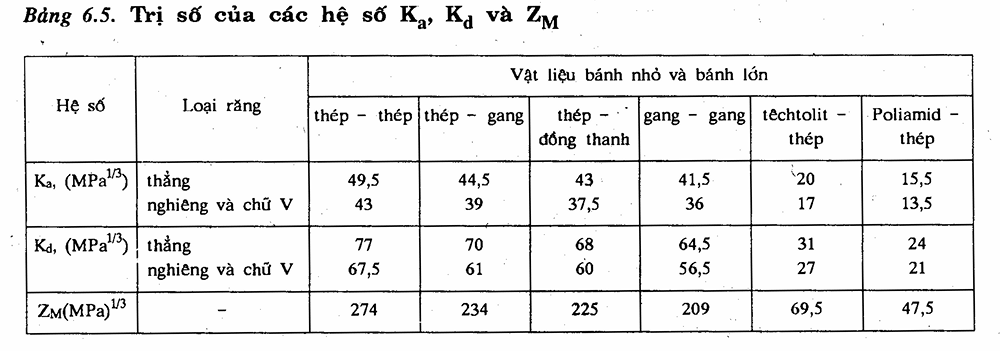 Bảng 6.5. Trị số của các hệ số Ka, Kd và ZM
Hệ số | Loại răng | Vật liệu bánh nhỏ và bánh lớn
thép – thép | thép – gang | thép – đồng thanh | gang – gang | têchtolit – thép | Poliamid – thép
Ka, (MPa1/3) | thẳng | 49,5 | 44,5 | 43 | 41,5 | 20 | 15,5
nghiêng và chữ V | 43 | 39 | 37,5 | 36 | 17 | 13,5
Kd, (MPa1/3) | thẳng | 77 | 70 | 68 | 64,5 | 31 | 24
nghiêng và chữ V | 67,5 | 61 | 60 | 56,5 | 27 | 21
ZM(MPa)1/3 | – | 274 | 234 | 225 | 209 | 69,5 | 47,5